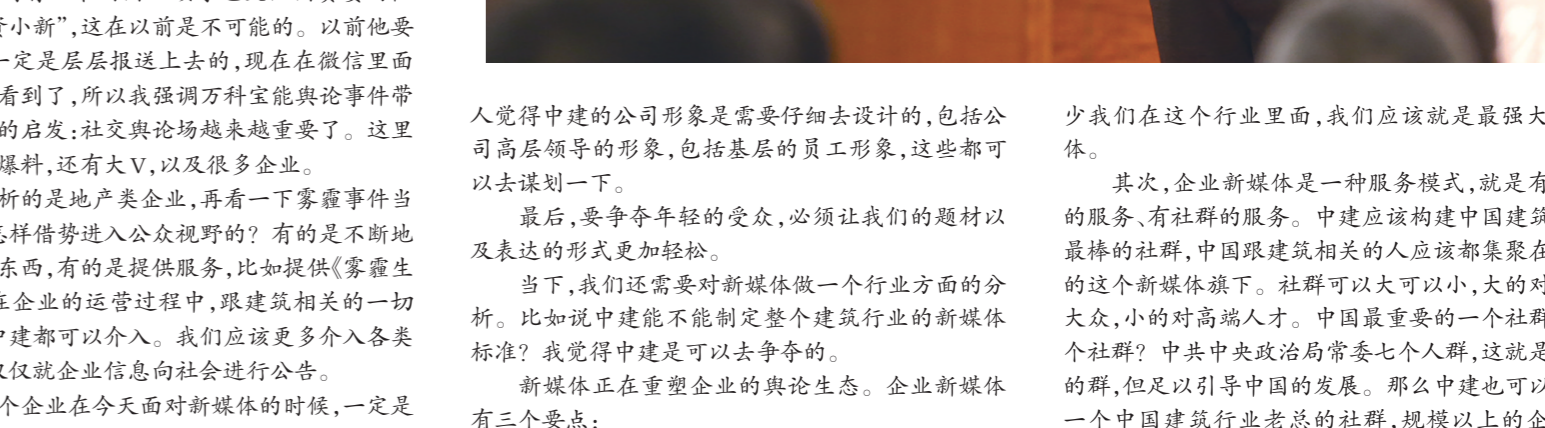 小新”,这在以前是不可能的。以前他要
一定是层层报送上去的,现在在微信里面
看到了,所以我强调万科宝能舆论事件带
的启发:社交舆论场越来越重要了。这里
爆料,还有大V,以及很多企业。
析的是地产类企业,再看一下雾霾事件当
怎样借势进入公众视野的？有的是不断地
东西,有的是提供服务,比如提供《雾霾生
在企业的运营过程中,跟建筑相关的一切
中建都可以介入。我们应该更多介入各类
仅仅就企业信息向社会进行公告。
个企业在今天面对新媒体的时候,一定是
人觉得中建的公司形象是需要仔细去设计的,包括公
司高层领导的形象,包括基层的员工形象,这些都可
以去谋划一下。
最后,要争夺年轻的受众,必须让我们的题材以
及表达的形式更加轻松。
当下,我们还需要对新媒体做一个行业方面的分
析。比如说中建能不能制定整个建筑行业的新媒体
标准？我觉得中建是可以去争夺的。
新媒体正在重塑企业的舆论生态。企业新媒体
有三个要点:
少我们在这个行业里面,我们应该就是最强大
体。
其次,企业新媒体是一种服务模式,就是有
的服务、有社群的服务。中建应该构建中国建筑
最棒的社群,中国跟建筑相关的人应该都集聚在
的这个新媒体旗下。社群可以大可以小,大的对
大众,小的对高端人才。中国最重要的一个社群
个社群？中共中央政治局常委七个人群,这就是
的群,但足以引导中国的发展。那么中建也可以
一个中国建筑行业老总的社群,规模以上的企